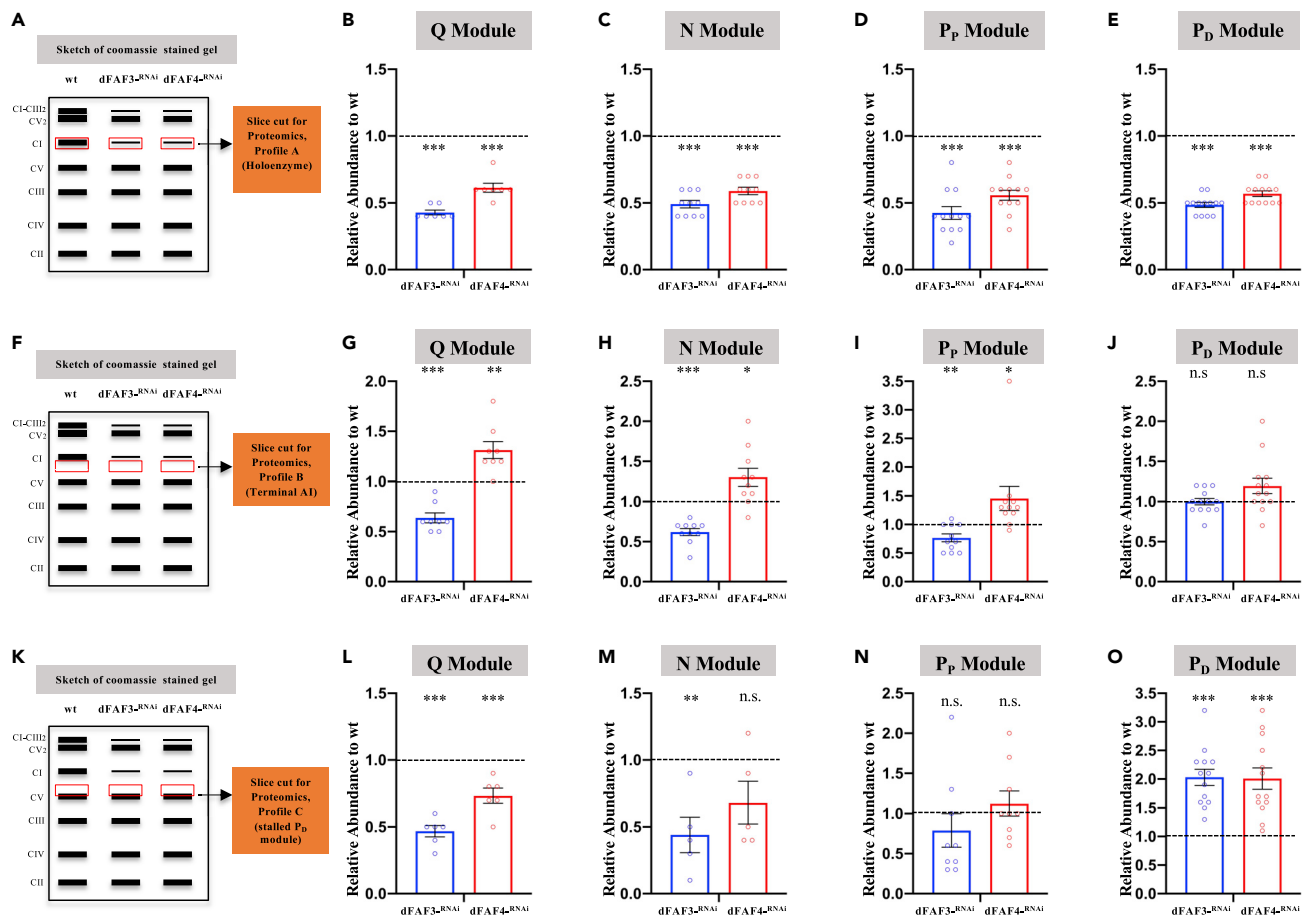 A
Sketch of coomassie stained gel
wt dFAF3-RNAi dFAF4-RNAi
CI-CIII2
CV2
CI
CV
CIII
CIV
CII
Slice cut for
Proteomics,
Profile A
(Holoenzyme)
B
Q Module
Relative Abundance to wt
1.5
1.0
0.5
0.0
*** ***
dFAF3-RNAi dFAF4-RNAi
C
N Module
Relative Abundance to wt
1.5
1.0
0.5
0.0
*** ***
dFAF3-RNAi dFAF4-RNAi
D
PP Module
Relative Abundance to wt
1.5
1.0
0.5
0.0
*** ***
dFAF3-RNAi dFAF4-RNAi
E
PD Module
Relative Abundance to wt
1.5
1.0
0.5
0.0
*** ***
dFAF3-RNAi dFAF4-RNAi
F
Sketch of coomassie stained gel
wt dFAF3-RNAi dFAF4-RNAi
CI-CIII2
CV2
CI
CV
CIII
CIV
CII
Slice cut for
Proteomics,
Profile B
(Terminal AI)
G
Q Module
*** **
Relative Abundance to wt
2.0
1.5
1.0
0.5
0.0
dFAF3-RNAi dFAF4-RNAi
H
N Module
*** *
Relative Abundance to wt
2.5
2.0
1.5
1.0
0.5
0.0
dFAF3-RNAi dFAF4-RNAi
I
PP Module
** *
Relative Abundance to wt
3.5
3.0
2.5
2.0
1.5
1.0
0.5
0.0
dFAF3-RNAi dFAF4-RNAi
J
PD Module
n.s n.s
Relative Abundance to wt
2.5
2.0
1.5
1.0
0.5
0.0
dFAF3-RNAi dFAF4-RNAi
K
Sketch of coomassie stained gel
wt dFAF3-RNAi dFAF4-RNAi
CI-CIII2
CV2
CI
CV
CIII
CIV
CII
Slice cut for
Proteomics,
Profile C
(stalled PD
module)
L
Q Module
Relative Abundance to wt
1.5
1.0
0.5
0.0
*** ***
dFAF3-RNAi dFAF4-RNAi
M
N Module
Relative Abundance to wt
1.5
1.0
0.5
0.0
** n.s.
dFAF3-RNAi dFAF4-RNAi
N
PP Module
Relative Abundance to wt
2.5
2.0
1.5
1.0
0.5
0.0
n.s. n.s.
dFAF3-RNAi dFAF4-RNAi
O
PD Module
Relative Abundance to wt
3.5
3.0
2.5
2.0
1.5
1.0
0.5
0.0
*** ***
dFAF3-RNAi dFAF4-RNAi